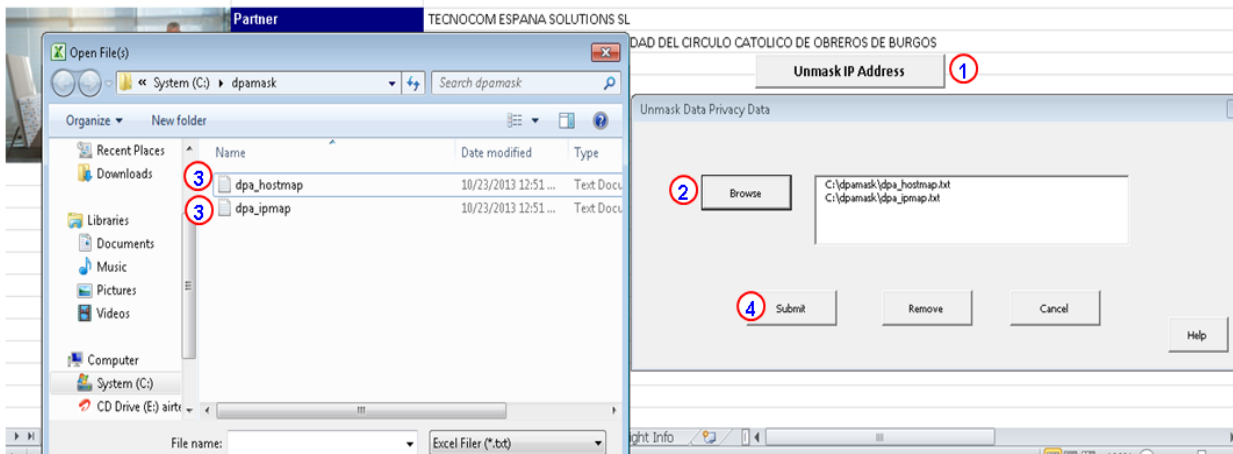 Partner
TECNOCOM ESPANA SOLUTIONS SL
DAD DEL CIRCULO CATOLICO DE OBREROS DE BURGOS
Unmask IP Address
1
Open File(s)
« System (C:) ▸ dpamask
Search dpamask
Organize
New folder
Recent Places
Downloads
Libraries
Documents
Music
Pictures
Videos
Computer
System (C:)
CD Drive (E:) airte
Name
Date modified
Type
3
dpa_hostmap
10/23/2013 12:51 ...
Text Docu
3
dpa_ipmap
10/23/2013 12:51 ...
Text Docu
File name:
Excel Filer (*.txt)
Unmask Data Privacy Data
2
Browse
C:\dpamask\dpa_hostmap.txt
C:\dpamask\dpa_ipmap.txt
4
Submit
Remove
Cancel
Help
ight Info